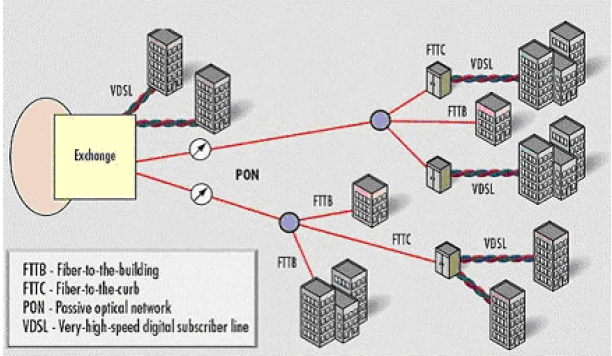 FTTC
VDSL
VDSL
FTTB
Exchange
PON
VDSL
FTTB
FTTC
VDSL
FTTB
FTTB - Fiber-to-the-building
FTTC - Fiber-to-the-curb
PON - Passive optical network
VDSL - Very-high-speed digital subscriber line